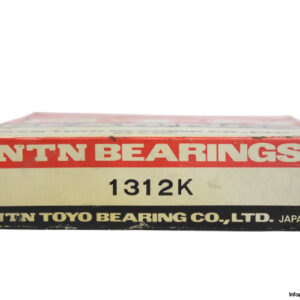 NTN BEARINGS
1312K
NTN TOYO BEARING CO.,LTD. JAPA